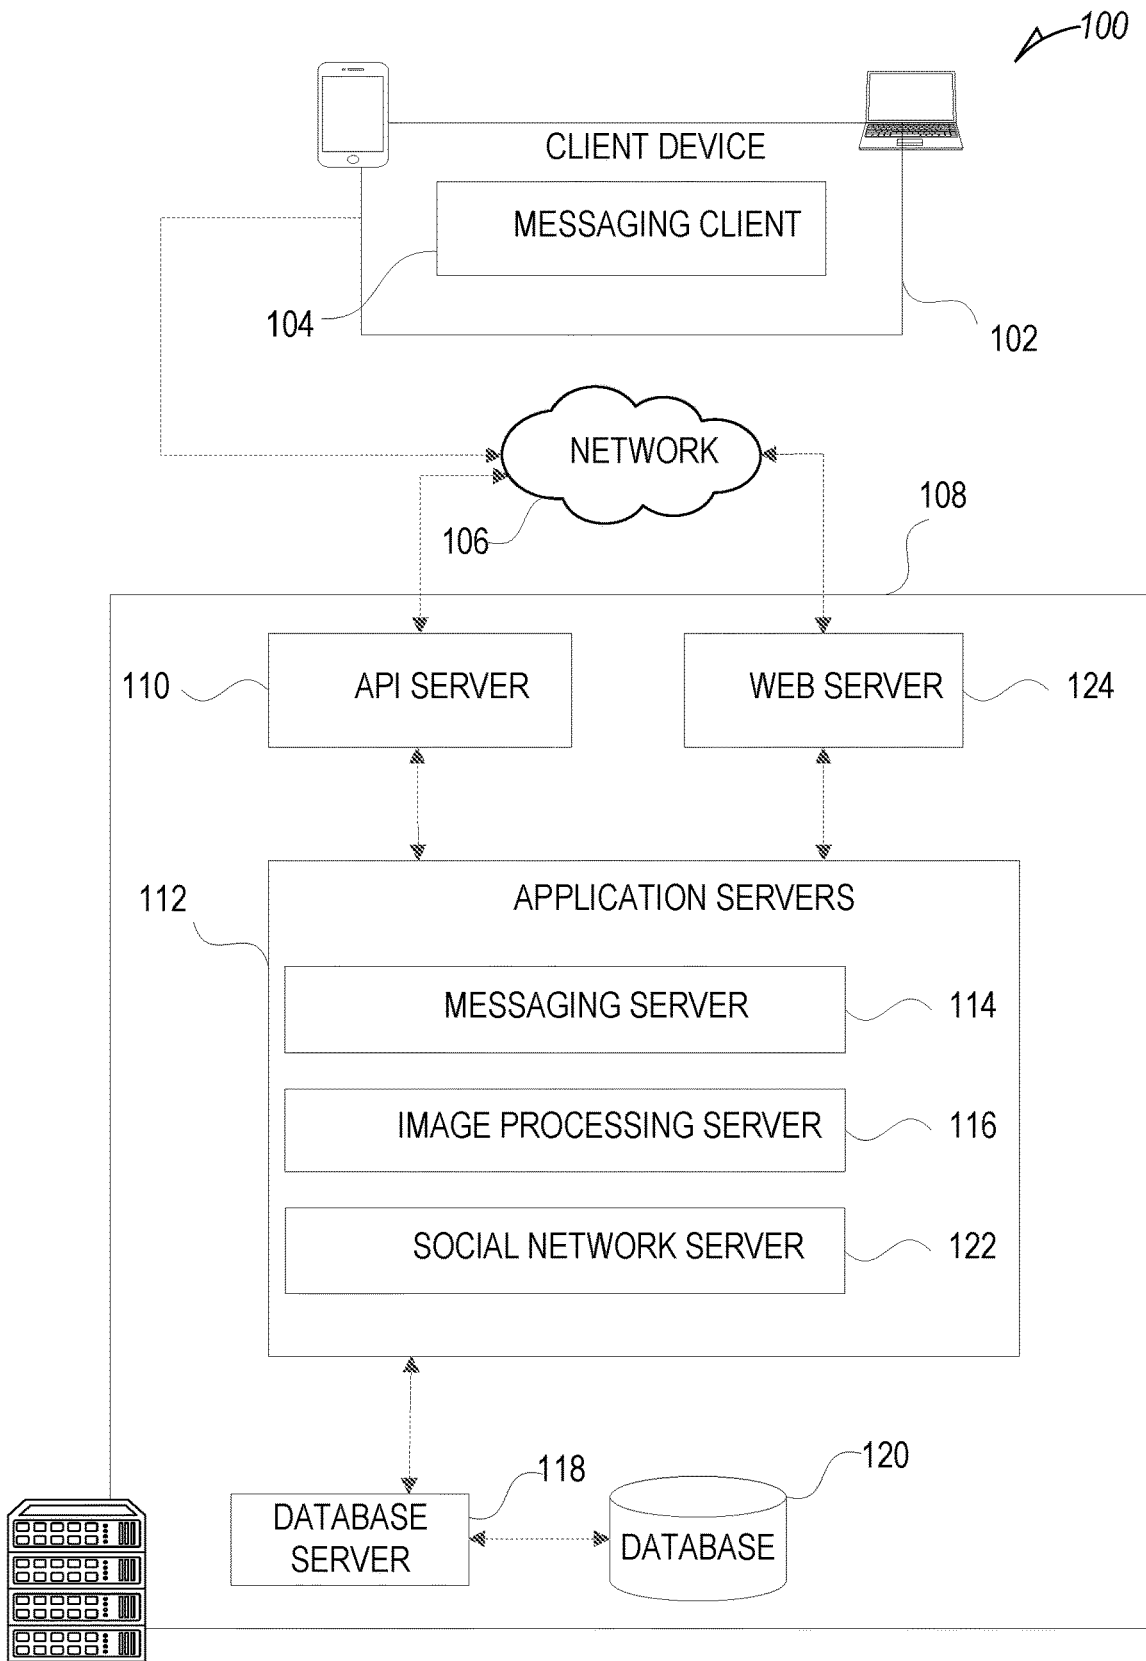 100
CLIENT DEVICE
MESSAGING CLIENT
104
102
NETWORK
106
108
110
API SERVER
WEB SERVER
124
112
APPLICATION SERVERS
MESSAGING SERVER
114
IMAGE PROCESSING SERVER
116
SOCIAL NETWORK SERVER
122
118
120
DATABASE
SERVER
DATABASE